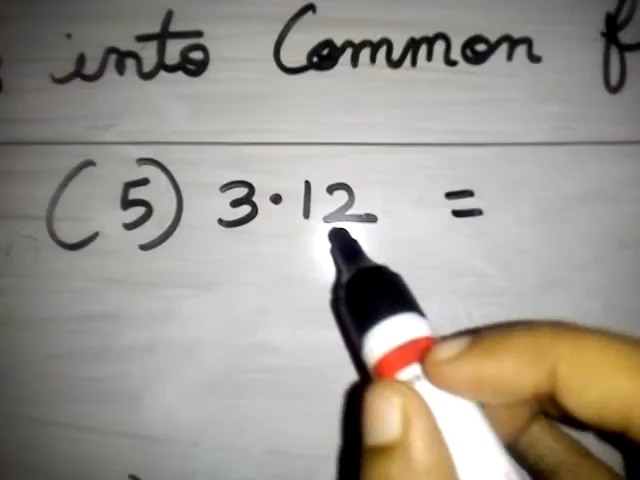 into Common
(5) 3·12 =